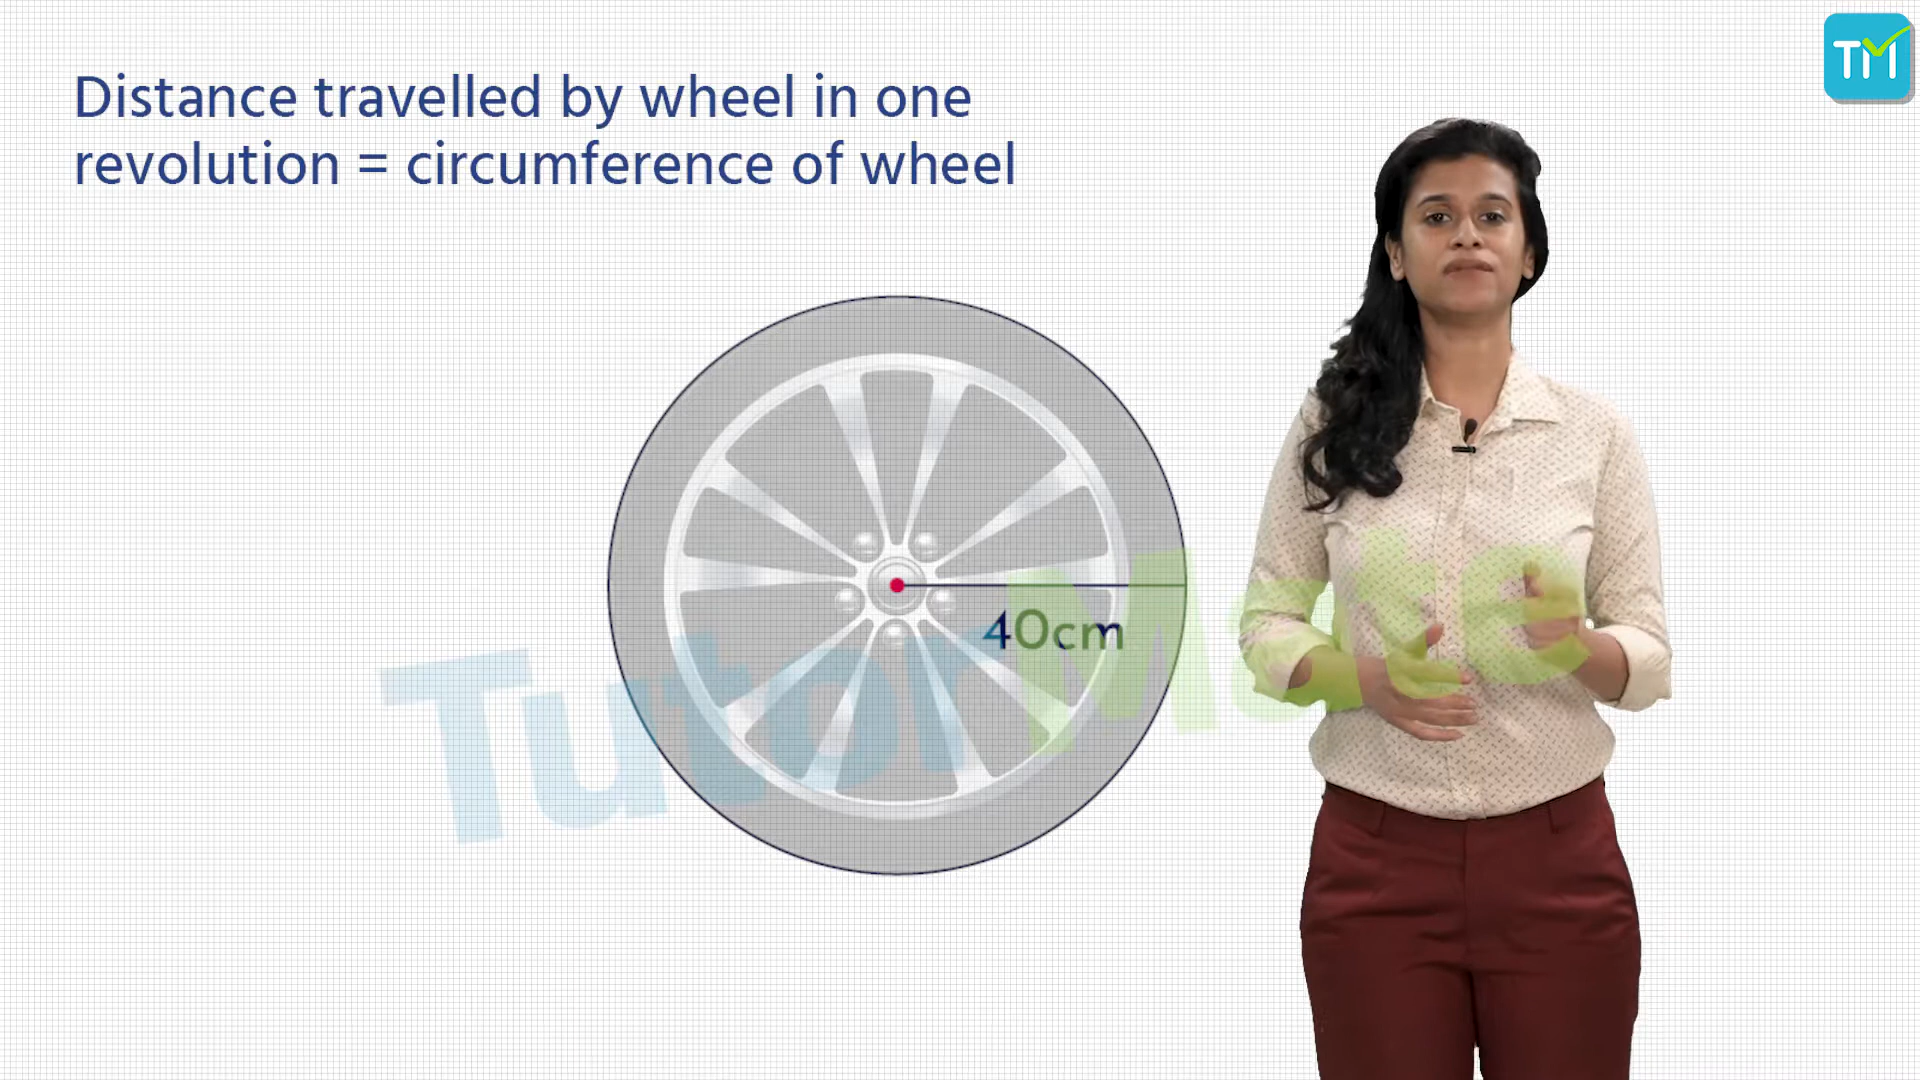 TM
Distance travelled by wheel in one
revolution = circumference of wheel
40cm
TutorMate